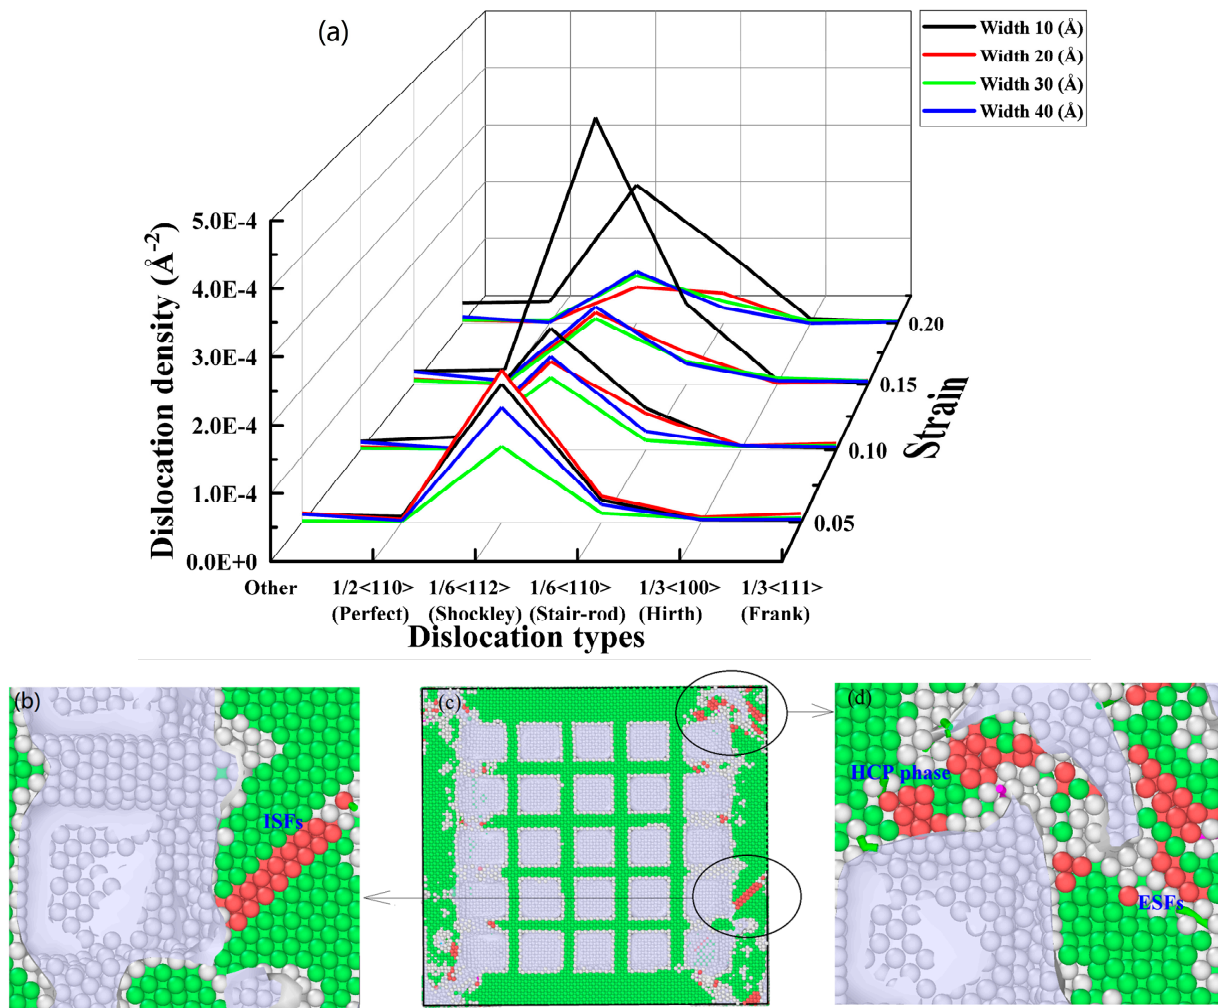 (a)
Width 10 (Å)
Width 20 (Å)
Width 30 (Å)
Width 40 (Å)
Dislocation density (Å⁻²)
5.0E-4
4.0E-4
3.0E-4
2.0E-4
1.0E-4
0.0E+0
Strain
0.20
0.15
0.10
0.05
Other
1/2<110>
(Perfect)
1/6<112>
(Shockley)
1/6<110>
(Stair-rod)
1/3<100>
(Hirth)
1/3<111>
(Frank)
Dislocation types
(b)
ISFs
(c)
(d)
HCP phase
ESFs